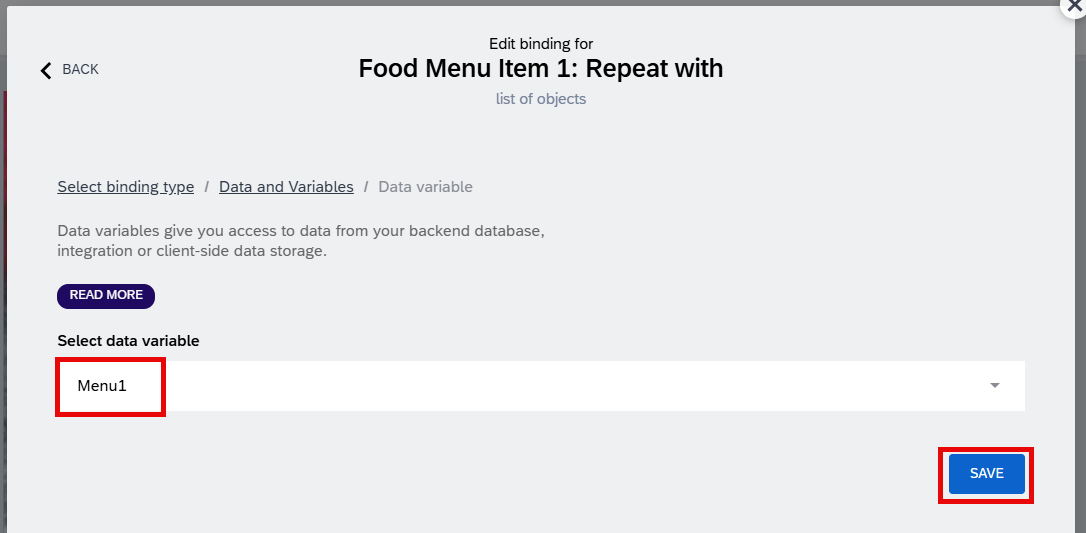 Edit binding for
BACK
Food Menu Item 1: Repeat with
list of objects
Select binding type / Data and Variables / Data variable
Data variables give you access to data from your backend database,
integration or client-side data storage.
READ MORE
Select data variable
Menu1
SAVE